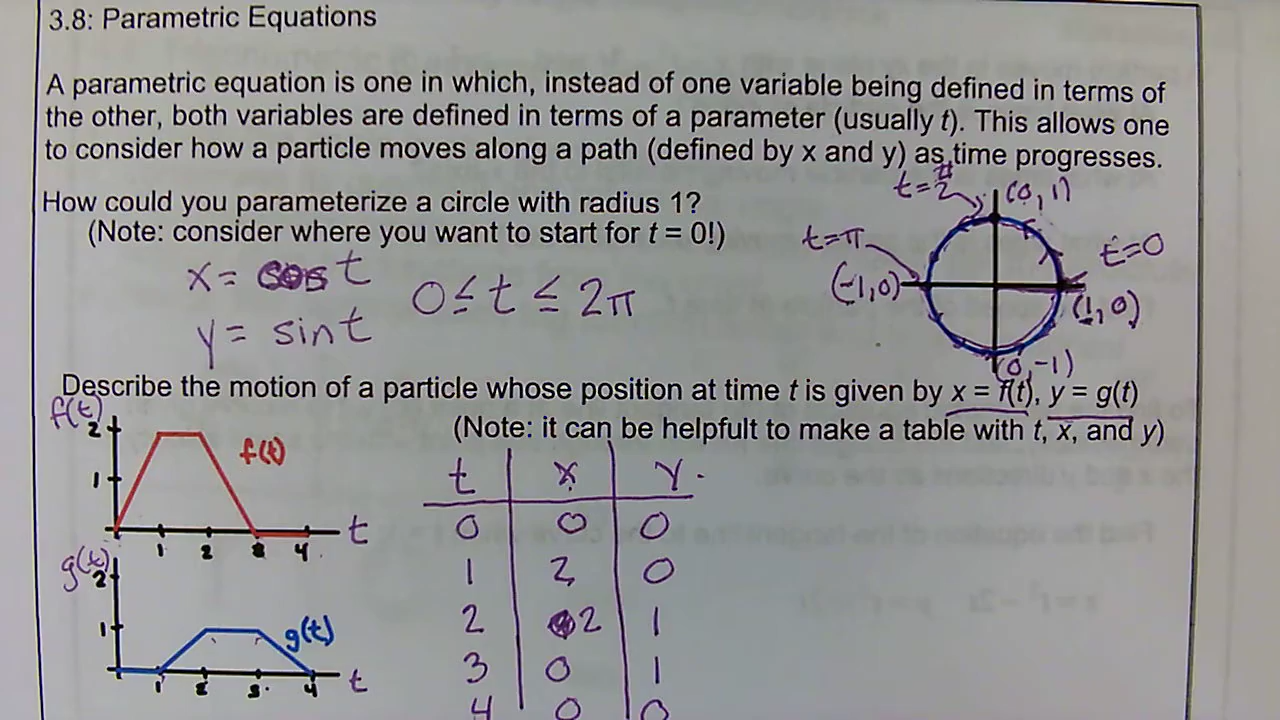 3.8: Parametric Equations
A parametric equation is one in which, instead of one variable being defined in terms of
the other, both variables are defined in terms of a parameter (usually t). This allows one
to consider how a particle moves along a path (defined by x and y) as time progresses.
How could you parameterize a circle with radius 1?
(Note: consider where you want to start for t = 0!)
x = cos t
y = sin t
0 ≤ t ≤ 2π
t = π/2
(0, 1)
t = π
t = 0
(-1, 0)
(1, 0)
(0, -1)
Describe the motion of a particle whose position at time t is given by x = f(t), y = g(t)
(Note: it can be helpfult to make a table with t, x, and y)
f(t)
2
1
f(t)
1 2 3 4 t
g(t)
2
1
g(t)
1 2 3 4 t
t x y
0 0 0
1 2 0
2 2 1
3 0 1
4 0 0